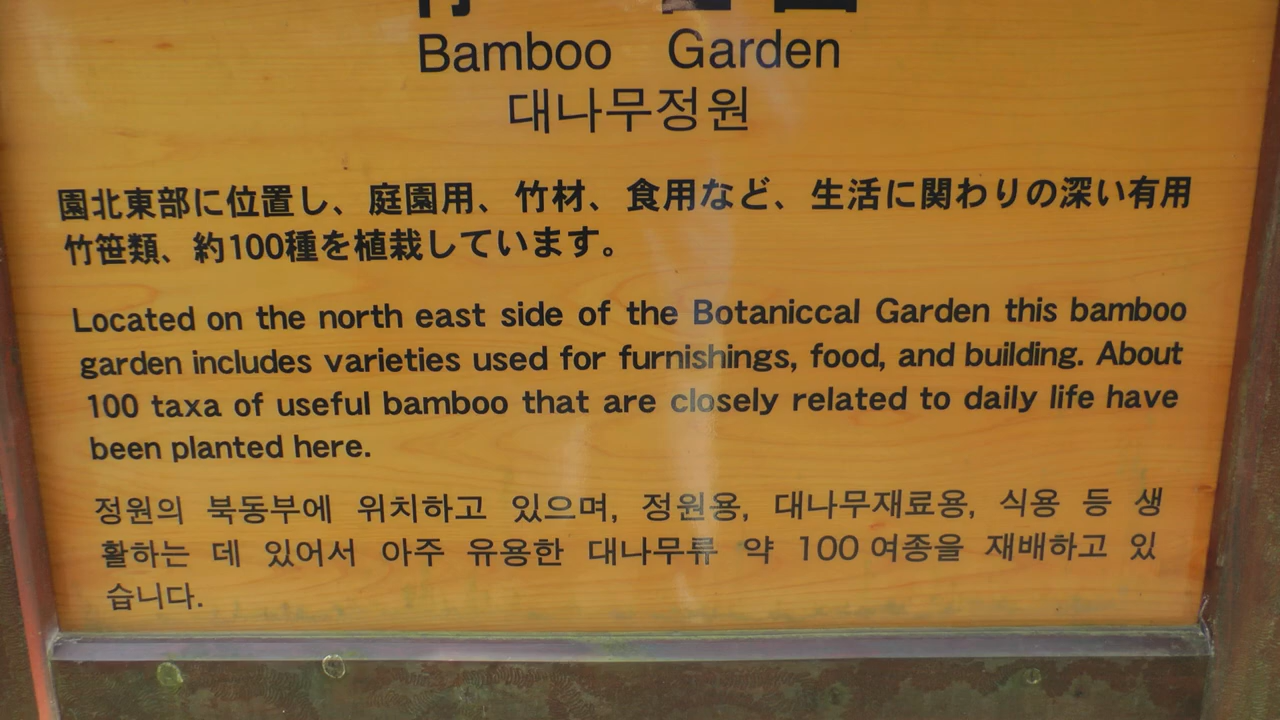 Bamboo Garden
대나무정원
園北東部に位置し、庭園用、竹材、食用など、生活に関わりの深い有用
竹笹類、約100種を植栽しています。
Located on the north east side of the Botaniccal Garden this bamboo
garden includes varieties used for furnishings, food, and building. About
100 taxa of useful bamboo that are closely related to daily life have
been planted here.
정원의 북동부에 위치하고 있으며, 정원용, 대나무재료용, 식용 등 생
활하는 데 있어서 아주 유용한 대나무류 약 100여종을 재배하고 있
습니다.